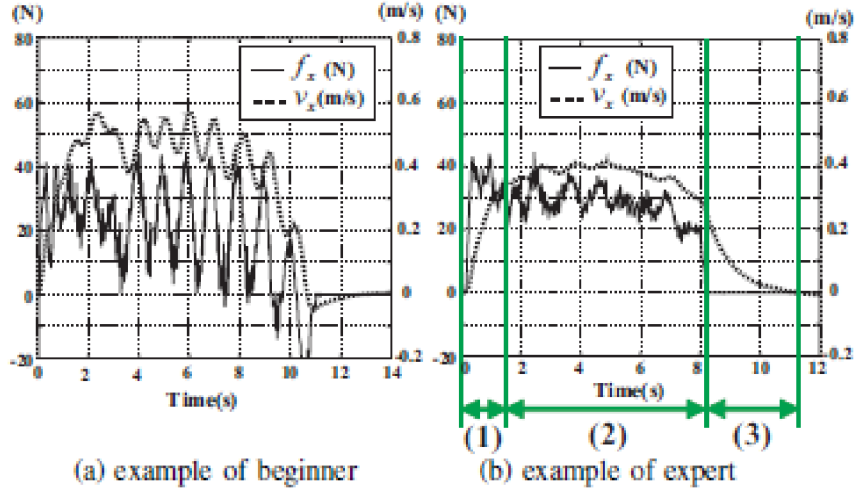 (N) (m/s)
80 0.8
f_x (N)
v_x(m/s)
60 0.6
40 0.4
20 0.2
0 0
-20 -0.2
0 2 4 6 8 10 12 14
Time(s)
(a) example of beginner
(N) (m/s)
80 0.8
f_x (N)
v_x (m/s)
60 0.6
40 0.4
20 0.2
0 0
-20 -0.2
0 2 4 6 8 10 12
Time(s)
(1) (2) (3)
(b) example of expert